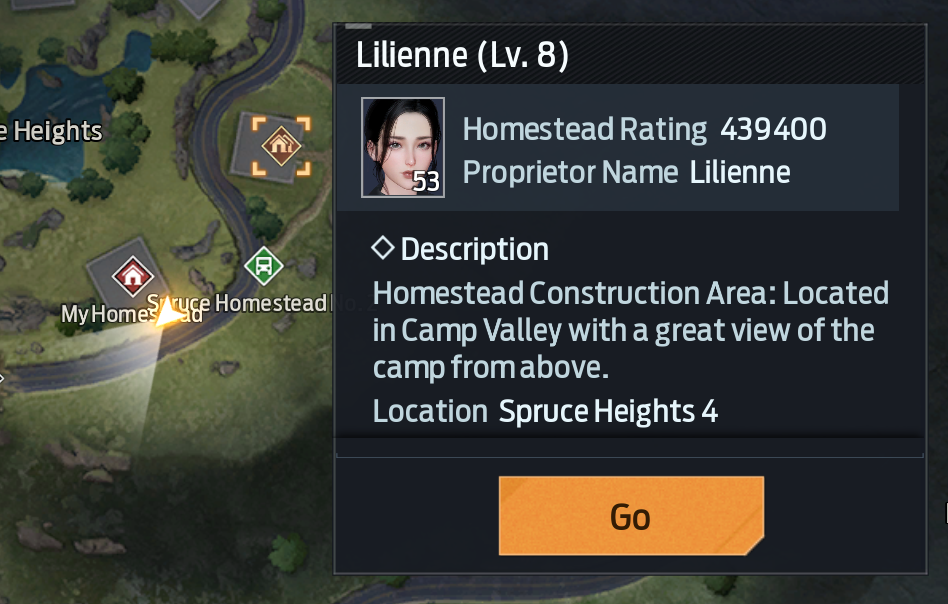 Lilienne (Lv. 8)
53
Homestead Rating 439400
Proprietor Name Lilienne
Description
Homestead Construction Area: Located
in Camp Valley with a great view of the
camp from above.
Location Spruce Heights 4
Go
e Heights
My Homestead
Spruce Homestead No...